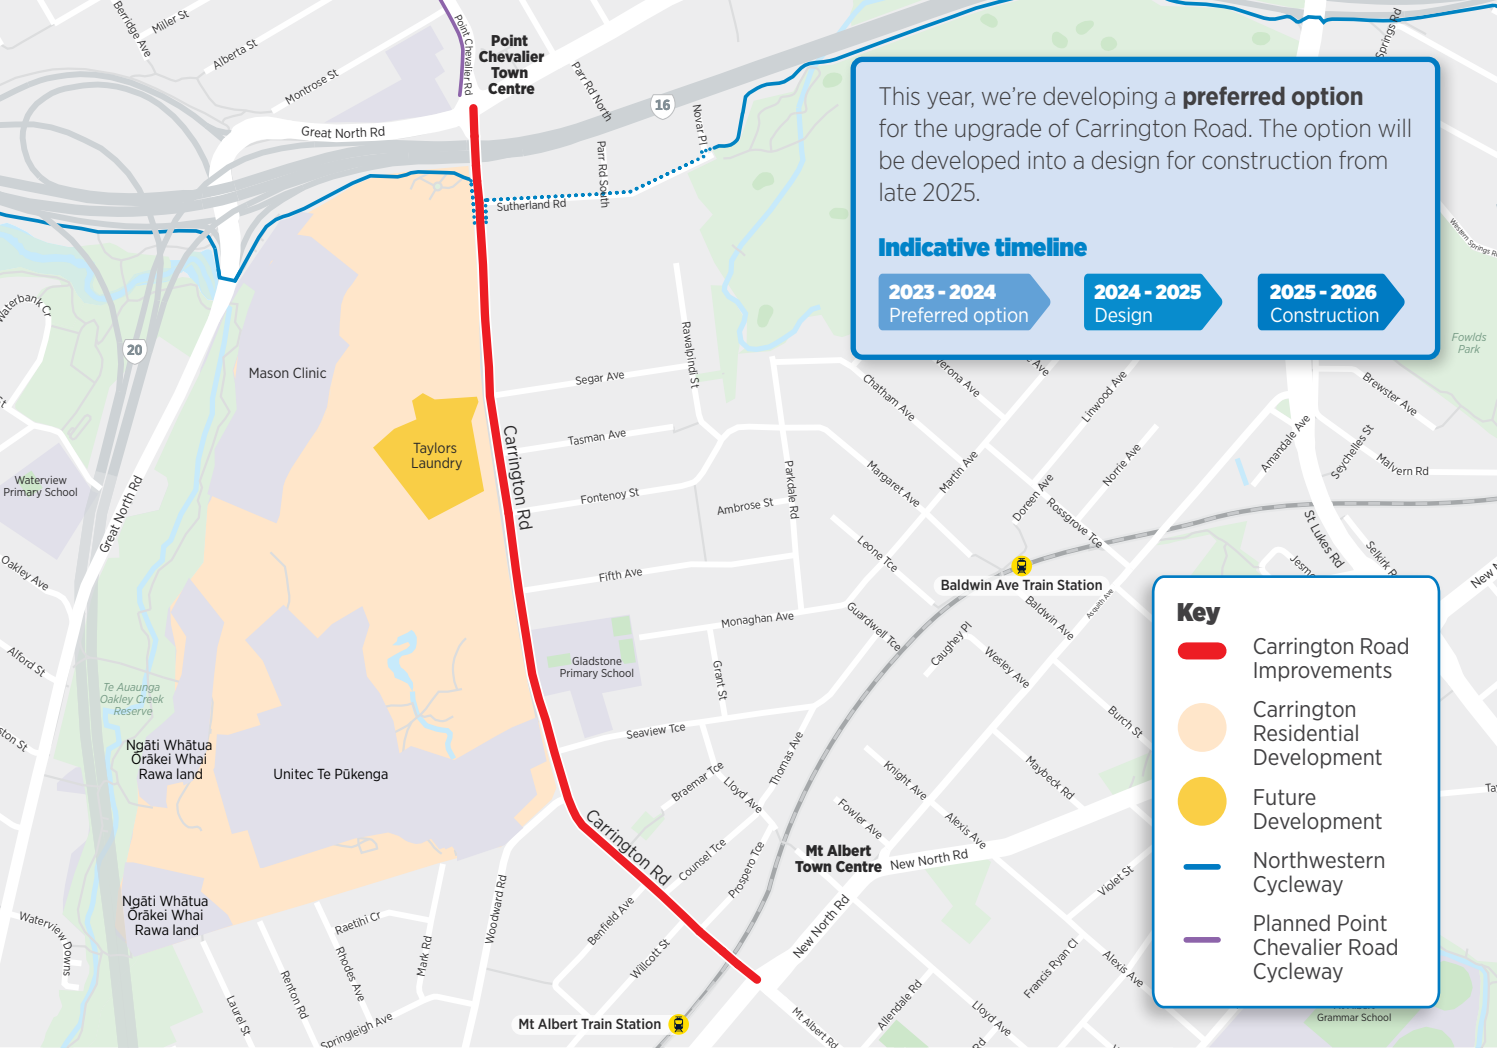 Berridge Ave
Miller St
Alberta St
Montrose St
Point Chevalier Rd
Point
Chevalier
Town
Centre
Great North Rd
Parr Rd North
16
Novar Pl
Parr Rd South
Sutherland Rd
Springs Rd
This year, we're developing a preferred option
for the upgrade of Carrington Road. The option will
be developed into a design for construction from
late 2025.
Indicative timeline
2023 - 2024
Preferred option
2024 - 2025
Design
2025 - 2026
Construction
Western Springs R
Fowlds
Park
Waterbank Cr
20
Mason Clinic
Rawalpindi St
Segar Ave
Chatham Ave
erona Ave
Ave
Linwood Ave
Brewster Ave
Taylors
Laundry
Carrington Rd
Tasman Ave
Fontenoy St
Ambrose St
Parkdale Rd
Margaret Ave
Martin Ave
Norrie Ave
Doreen Ave
Rossgrove Tce
Amandale Ave
Seychelles St
Malvern Rd
Waterview
Primary School
Great North Rd
Oakley Ave
Fifth Ave
Leone Tce
Baldwin Ave Train Station
St Lukes Rd
Selkirk R
Jesm
New N
Alford St
Monaghan Ave
Guardwell Tce
Baldwin Ave
Asquith Ave
Caughey Pl
Wesley Ave
Gladstone
Primary School
Grant St
Te Auaunga
Oakley Creek
Reserve
ston St
Ngāti Whātua
Ōrākei Whai
Rawa land
Unitec Te Pūkenga
Seaview Tce
Braemar Tce
Lloyd Ave
Thomas Ave
Knight Ave
Fowler Ave
Alexis Ave
Maybeck Rd
Burch St
Ta
Carrington Rd
Counsel Tce
Prospero Tce
Mt Albert
Town Centre
New North Rd
Violet St
Ngāti Whātua
Ōrākei Whai
Rawa land
Waterview Downs
Raetihi Cr
Rhodes Ave
Renton Rd
Laurel St
Mark Rd
Springleigh Ave
Woodward Rd
Benfield Ave
Willcott St
New North Rd
Mt Albert Train Station
Mt Albert Rd
Allendale Rd
Lloyd Ave
Rd
Francis Ryan Cl
Alexis Ave
Key
Carrington Road
Improvements
Carrington
Residential
Development
Future
Development
Northwestern
Cycleway
Planned Point
Chevalier Road
Cycleway
Grammar School